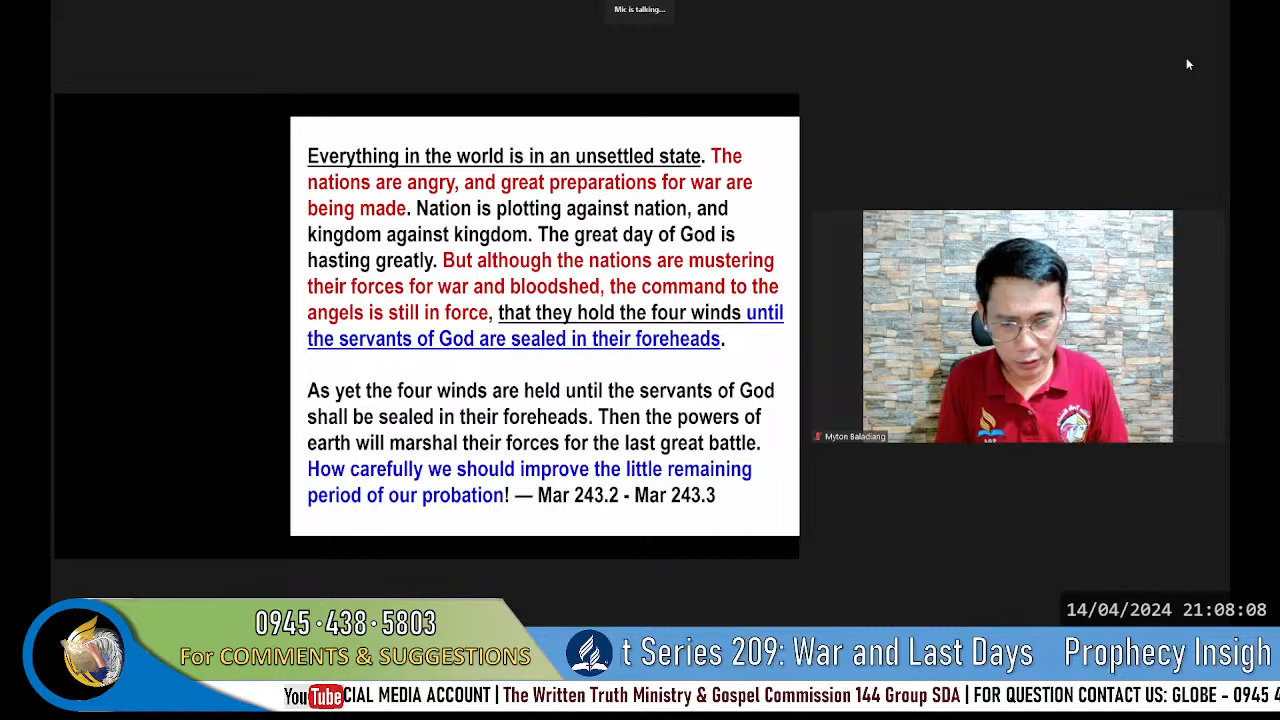 Mic is talking...
Everything in the world is in an unsettled state. The
nations are angry, and great preparations for war are
being made. Nation is plotting against nation, and
kingdom against kingdom. The great day of God is
hasting greatly. But although the nations are mustering
their forces for war and bloodshed, the command to the
angels is still in force, that they hold the four winds until
the servants of God are sealed in their foreheads.
As yet the four winds are held until the servants of God
shall be sealed in their foreheads. Then the powers of
earth will marshal their forces for the last great battle.
How carefully we should improve the little remaining
period of our probation! — Mar 243.2 - Mar 243.3
Myton Baladiang
14/04/2024 21:08:08
0945·438·5803
For COMMENTS & SUGGESTIONS
t Series 209: War and Last Days Prophecy Insigh
YouTube CIAL MEDIA ACCOUNT | The Written Truth Ministry & Gospel Commission 144 Group SDA | FOR QUESTION CONTACT US: GLOBE - 0945 4